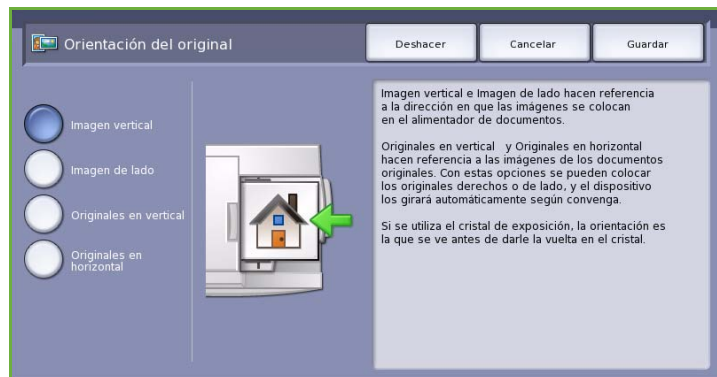 Orientación del original
Deshacer
Cancelar
Guardar
Imagen vertical
Imagen de lado
Originales en vertical
Originales en
horizontal
Imagen vertical e Imagen de lado hacen referencia
a la dirección en que las imágenes se colocan
en el alimentador de documentos.
Originales en vertical y Originales en horizontal
hacen referencia a las imágenes de los documentos
originales. Con estas opciones se pueden colocar
los originales derechos o de lado, y el dispositivo
los girará automáticamente según convenga.
Si se utiliza el cristal de exposición, la orientación es
la que se ve antes de darle la vuelta en el cristal.